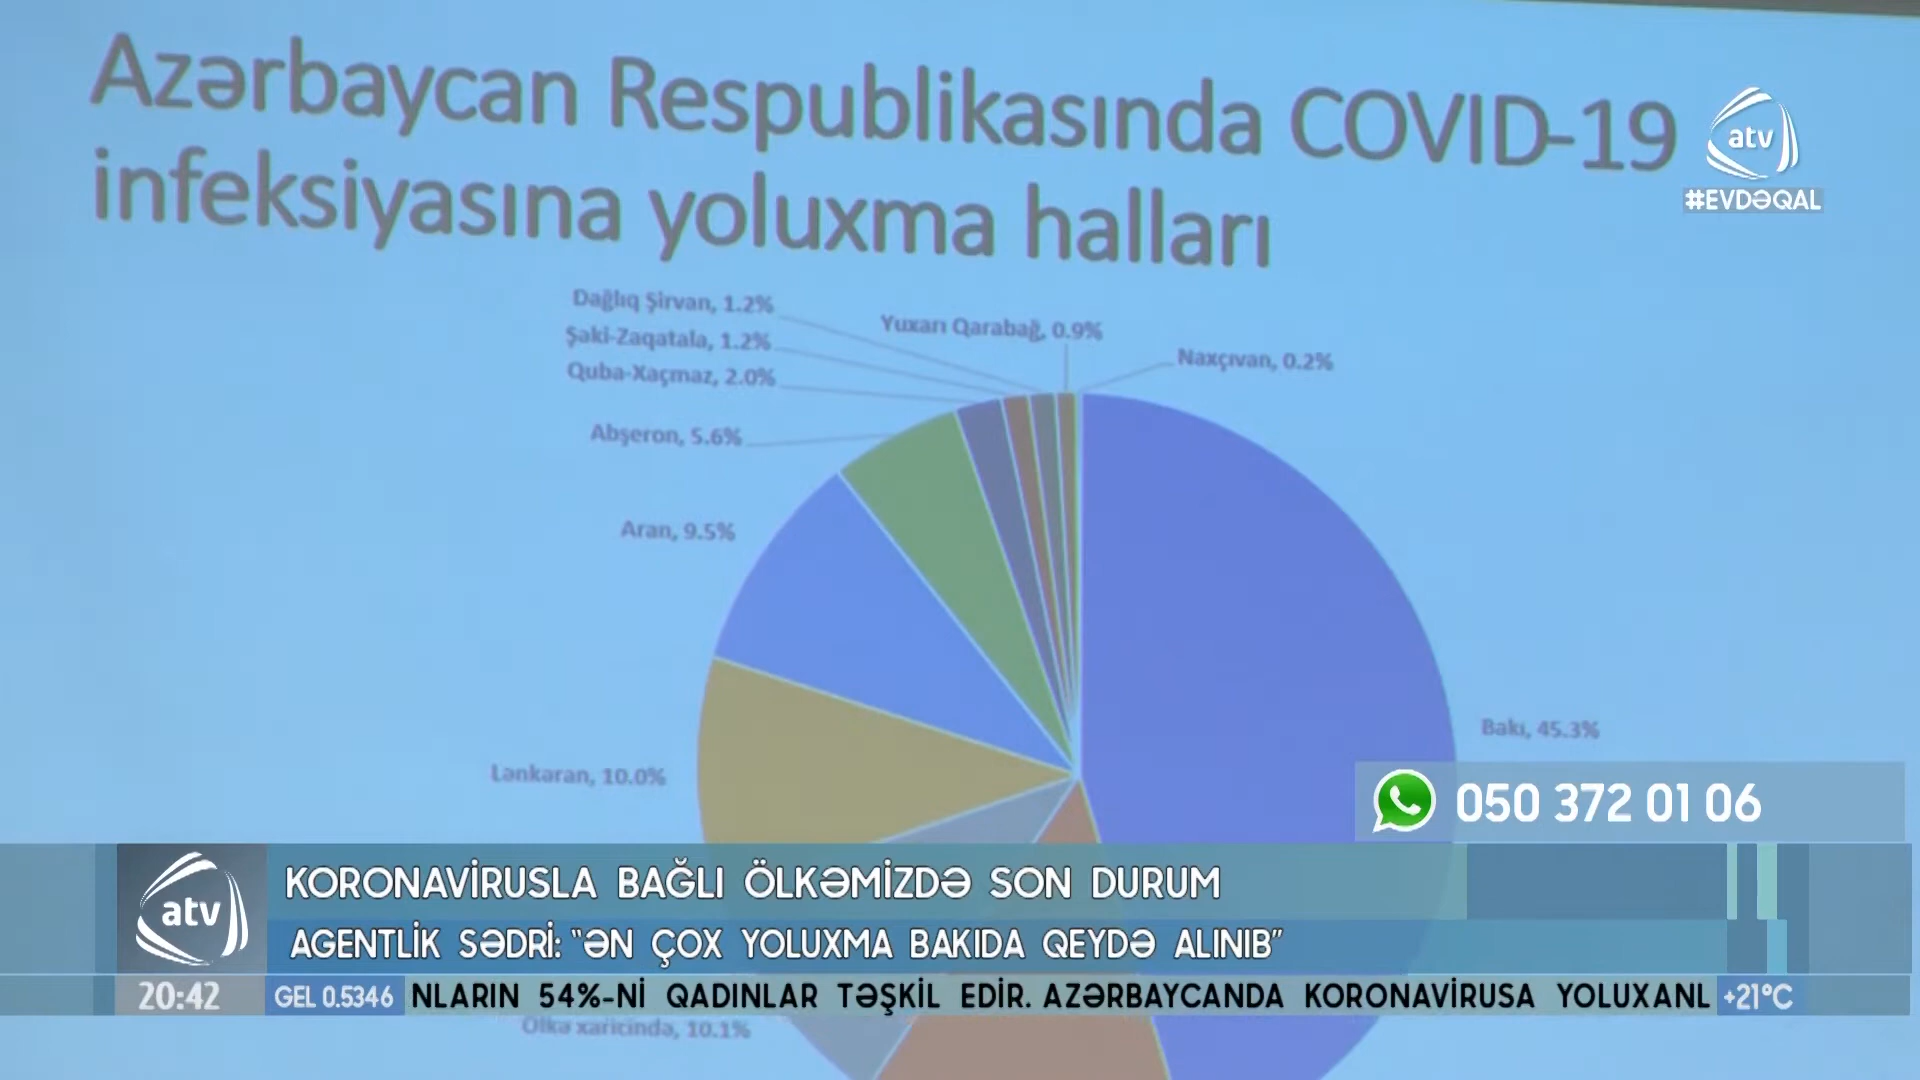 Azərbaycan Respublikasında COVID-19
infeksiyasına yoluxma halları
atv
#EVDƏQAL
Dağlıq Şirvan, 1.2%
Şəki-Zaqatala, 1.2%
Quba-Xaçmaz, 2.0%
Yuxarı Qarabağ, 0.9%
Naxçıvan, 0.2%
Abşeron, 5.6%
Aran, 9.5%
Bakı, 45.3%
Lənkəran, 10.0%
050 372 01 06
atv
KORONAVİRUSLA BAĞLI ÖLKƏMİZDƏ SON DURUM
AGENTLİK SƏDRİ: "ƏN ÇOX YOLUXMA BAKIDA QEYDƏ ALINIB"
20:42 GEL 0.5346 NLARIN 54%-Nİ QADINLAR TƏŞKİL EDİR. AZƏRBAYCANDA KORONAVİRUSA YOLUXANL +21°C
Ölkə xaricində, 10.1%